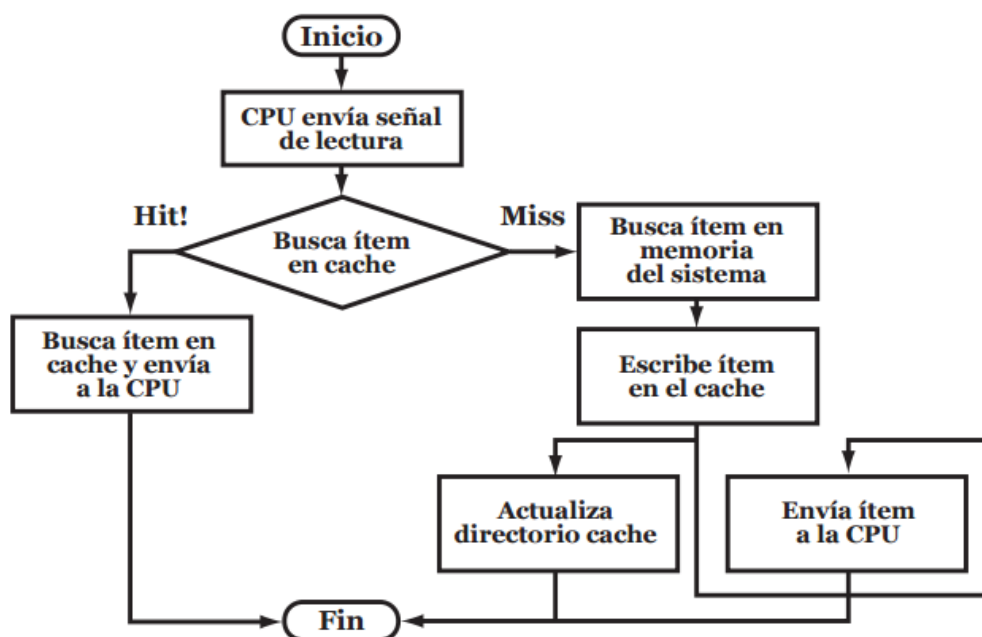 Inicio
CPU envía señal
de lectura
Hit!
Miss
Busca ítem
en cache
Busca ítem en
memoria
del sistema
Busca ítem en
cache y envía
a la CPU
Escribe ítem
en el cache
Actualiza
directorio cache
Envía ítem
a la CPU
Fin